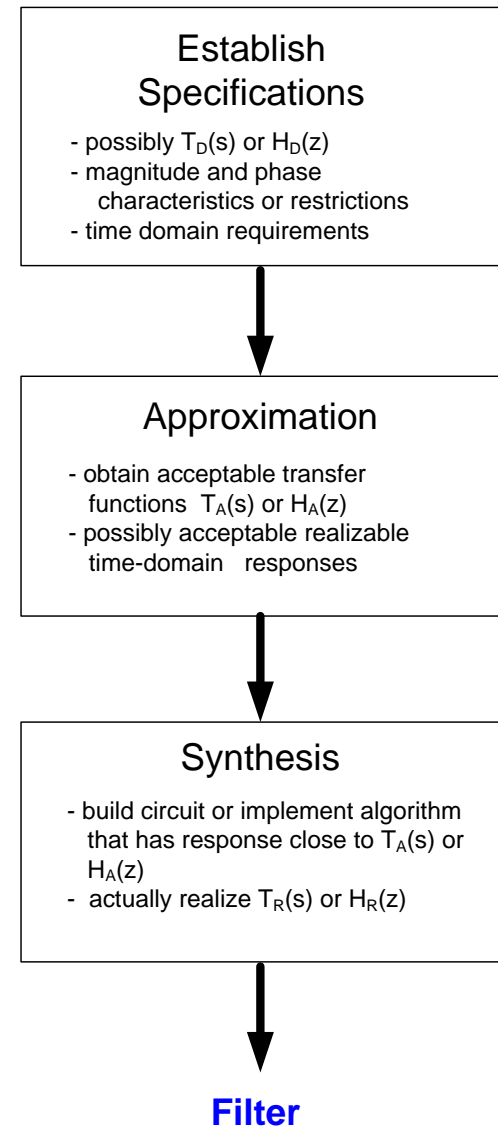 Establish
Specifications
- possibly T_D(s) or H_D(z)
- magnitude and phase
characteristics or restrictions
- time domain requirements
Approximation
- obtain acceptable transfer
functions T_A(s) or H_A(z)
- possibly acceptable realizable
time-domain responses
Synthesis
- build circuit or implement algorithm
that has response close to T_A(s) or
H_A(z)
- actually realize T_R(s) or H_R(z)
Filter